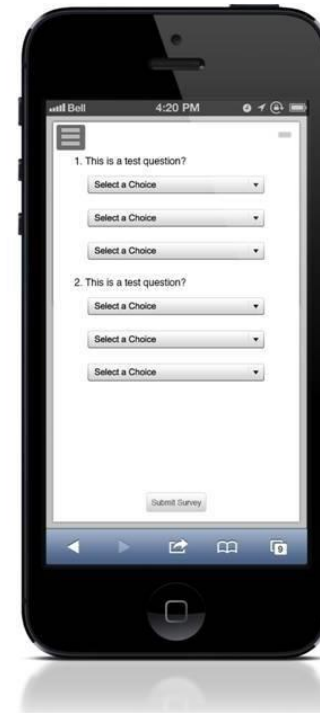 Bell 4:20 PM
1. This is a test question?
Select a Choice
Select a Choice
Select a Choice
2. This is a test question?
Select a Choice
Select a Choice
Select a Choice
Submit Survey
9